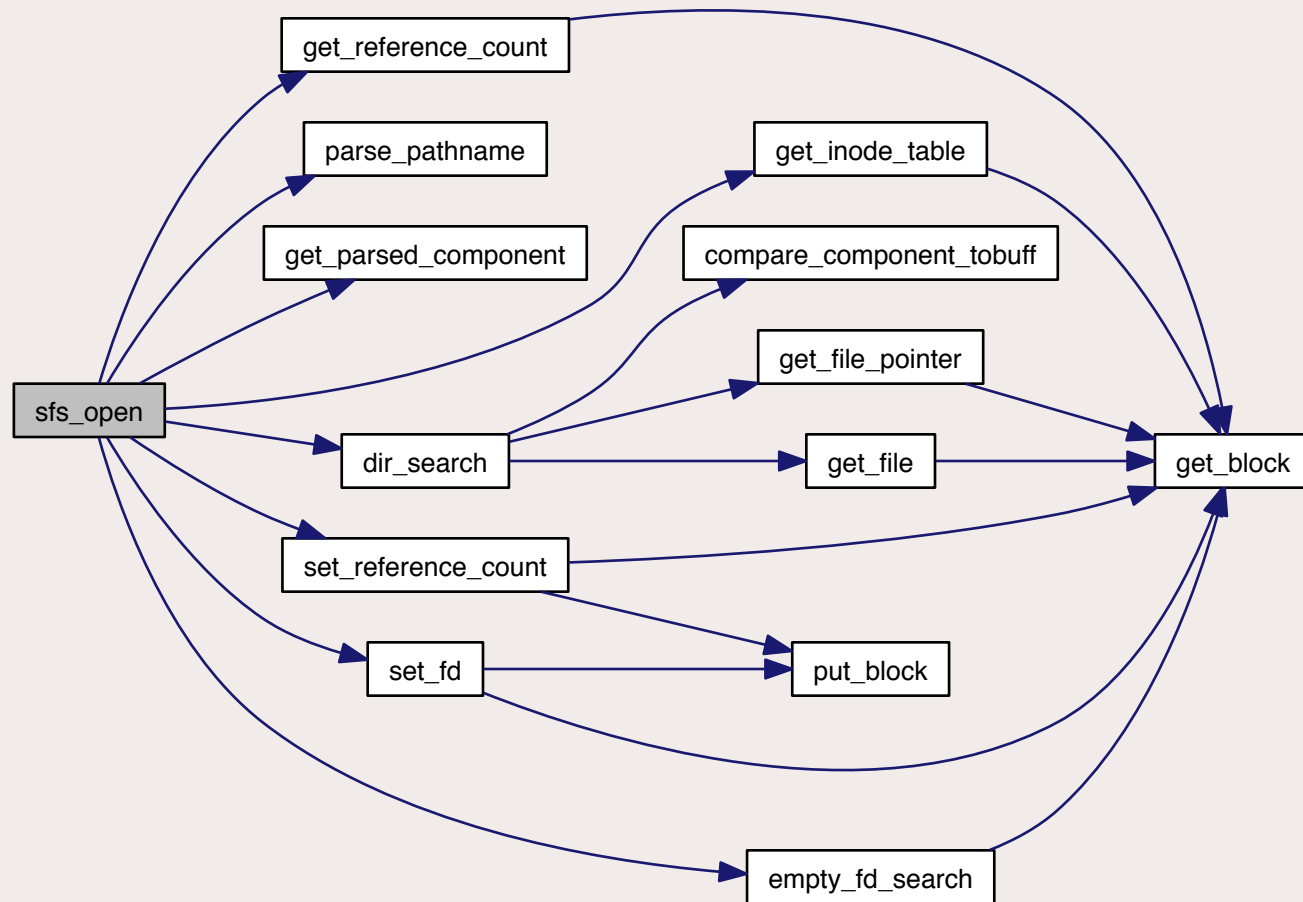 get_reference_count
parse_pathname
get_inode_table
get_parsed_component
compare_component_tobuff
get_file_pointer
sfs_open
dir_search
get_file
get_block
set_reference_count
set_fd
put_block
empty_fd_search